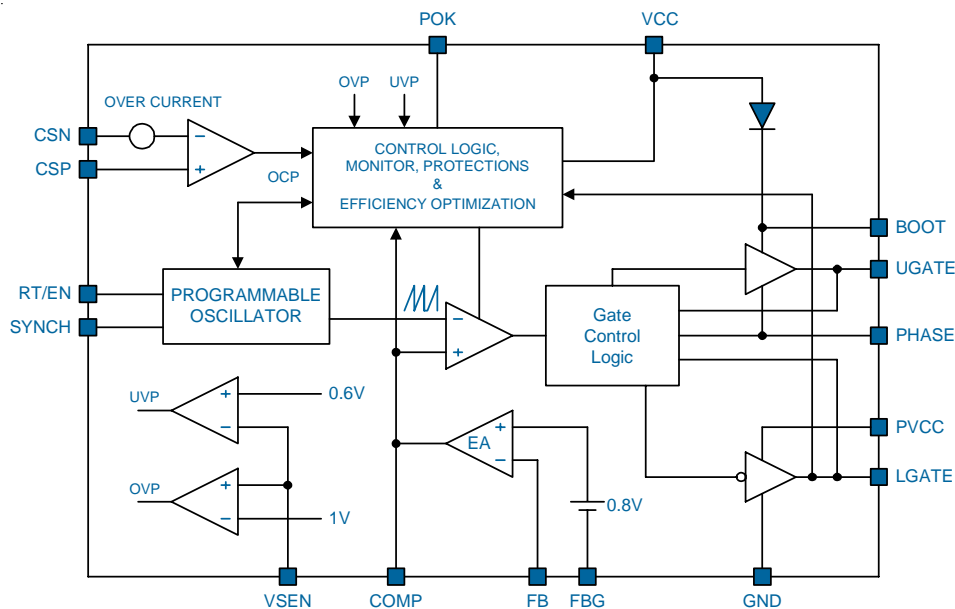 POK
VCC
OVP
UVP
OVER CURRENT
CSN
−
CONTROL LOGIC,
MONITOR, PROTECTIONS
&
EFFICIENCY OPTIMIZATION
CSP
+
OCP
BOOT
UGATE
RT/EN
PROGRAMMABLE
OSCILLATOR
SYNCH
−
+
Gate
Control
Logic
PHASE
UVP
+
−
0.6V
EA
+
−
PVCC
OVP
+
−
1V
0.8V
LGATE
VSEN
COMP
FB
FBG
GND